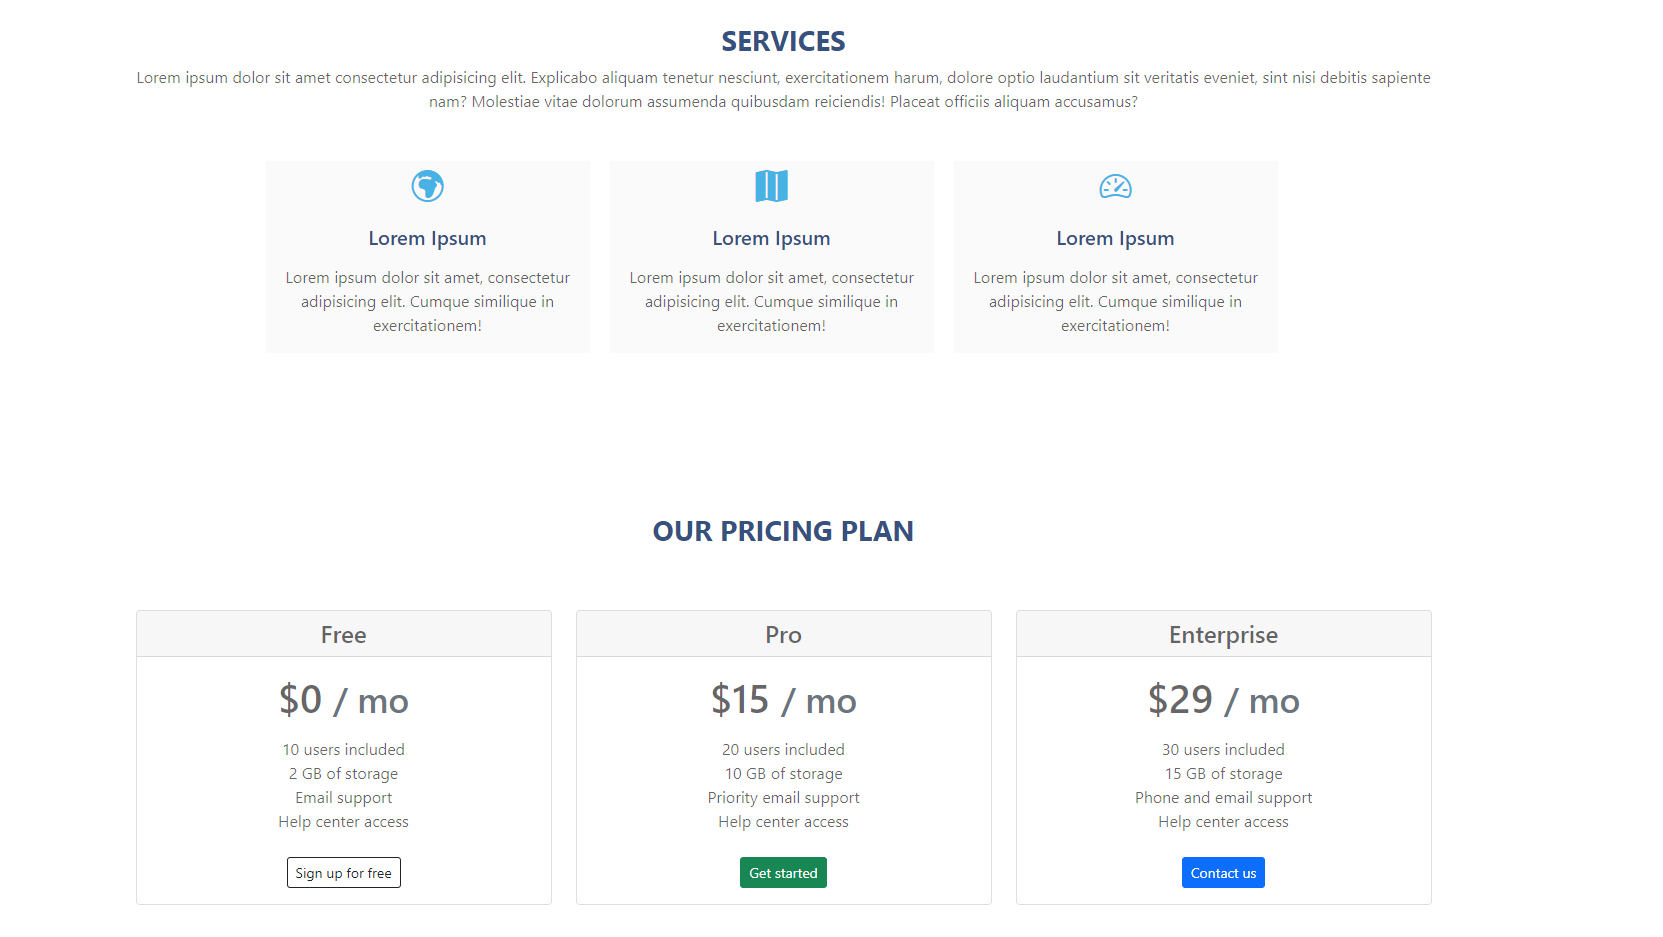 SERVICES
Lorem ipsum dolor sit amet consectetur adipisicing elit. Explicabo aliquam tenetur nesciunt, exercitationem harum, dolore optio laudantium sit veritatis eveniet, sint nisi debitis sapiente
nam? Molestiae vitae dolorum assumenda quibusdam reiciendis! Placeat officiis aliquam accusamus?
Lorem Ipsum
Lorem ipsum dolor sit amet, consectetur
adipisicing elit. Cumque similique in
exercitationem!
Lorem Ipsum
Lorem ipsum dolor sit amet, consectetur
adipisicing elit. Cumque similique in
exercitationem!
Lorem Ipsum
Lorem ipsum dolor sit amet, consectetur
adipisicing elit. Cumque similique in
exercitationem!
OUR PRICING PLAN
Free
$0 / mo
10 users included
2 GB of storage
Email support
Help center access
Sign up for free
Pro
$15 / mo
20 users included
10 GB of storage
Priority email support
Help center access
Get started
Enterprise
$29 / mo
30 users included
15 GB of storage
Phone and email support
Help center access
Contact us